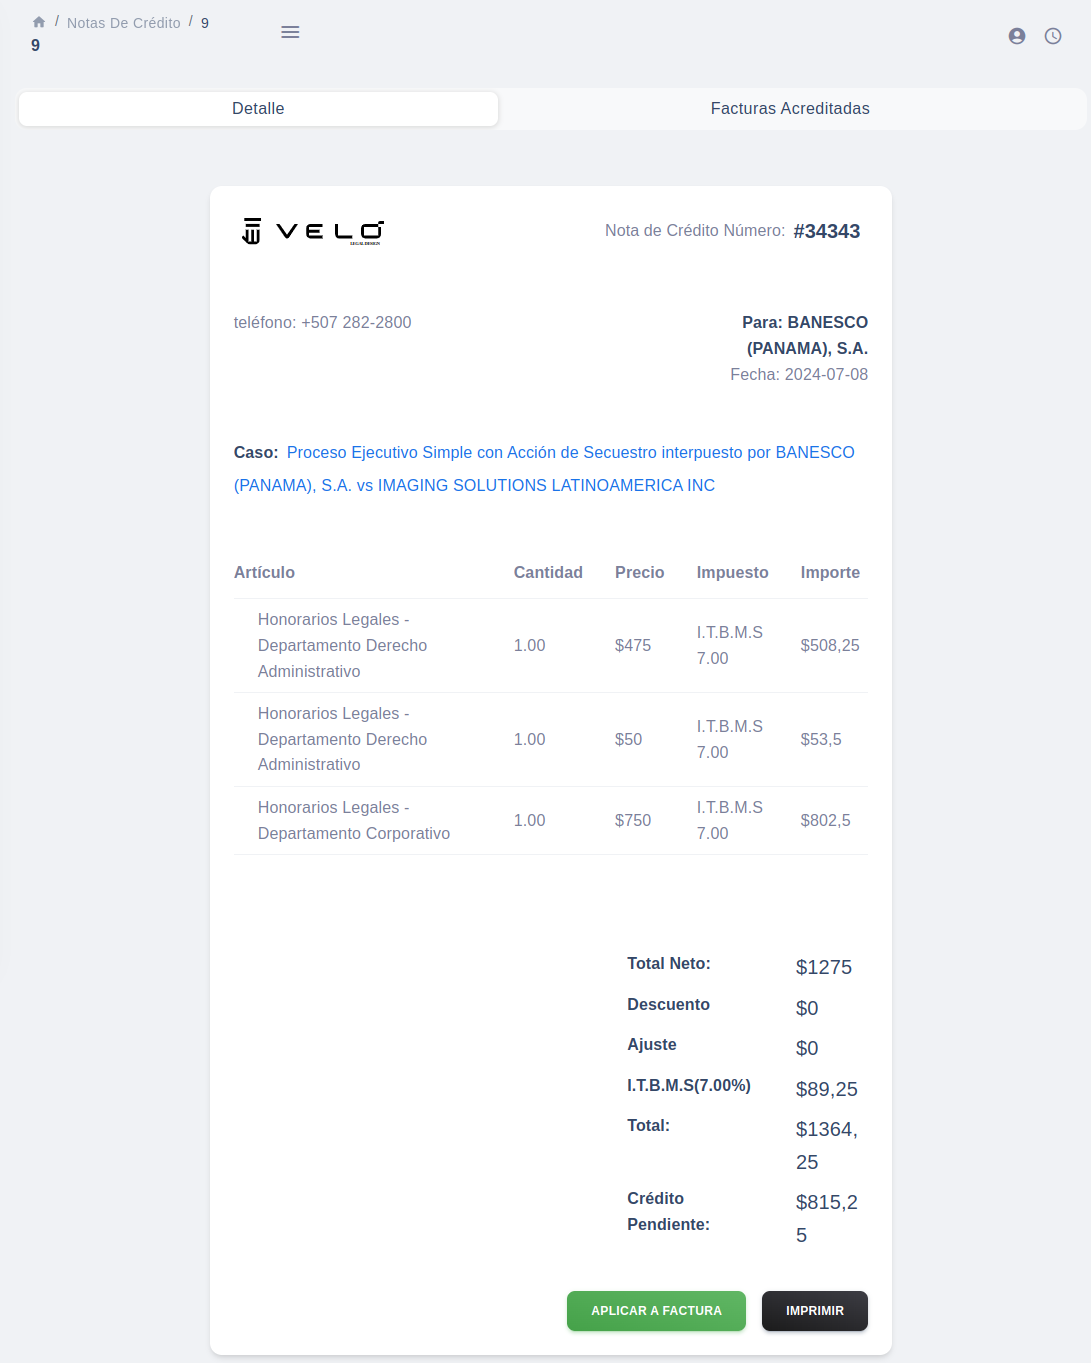 / Notas De Crédito / 9
9
Detalle
Facturas Acreditadas
VELO
LEGAL DESIGN
Nota de Crédito Número: #34343
teléfono: +507 282-2800
Para: BANESCO
(PANAMA), S.A.
Fecha: 2024-07-08
Caso: Proceso Ejecutivo Simple con Acción de Secuestro interpuesto por BANESCO
(PANAMA), S.A. vs IMAGING SOLUTIONS LATINOAMERICA INC
Artículo Cantidad Precio Impuesto Importe
Honorarios Legales -
Departamento Derecho
Administrativo
1.00
$475
I.T.B.M.S
7.00
$508,25
Honorarios Legales -
Departamento Derecho
Administrativo
1.00
$50
I.T.B.M.S
7.00
$53,5
Honorarios Legales -
Departamento Corporativo
1.00
$750
I.T.B.M.S
7.00
$802,5
Total Neto: $1275
Descuento $0
Ajuste $0
I.T.B.M.S(7.00%) $89,25
Total: $1364,
25
Crédito
Pendiente:
$815,2
5
APLICAR A FACTURA
IMPRIMIR